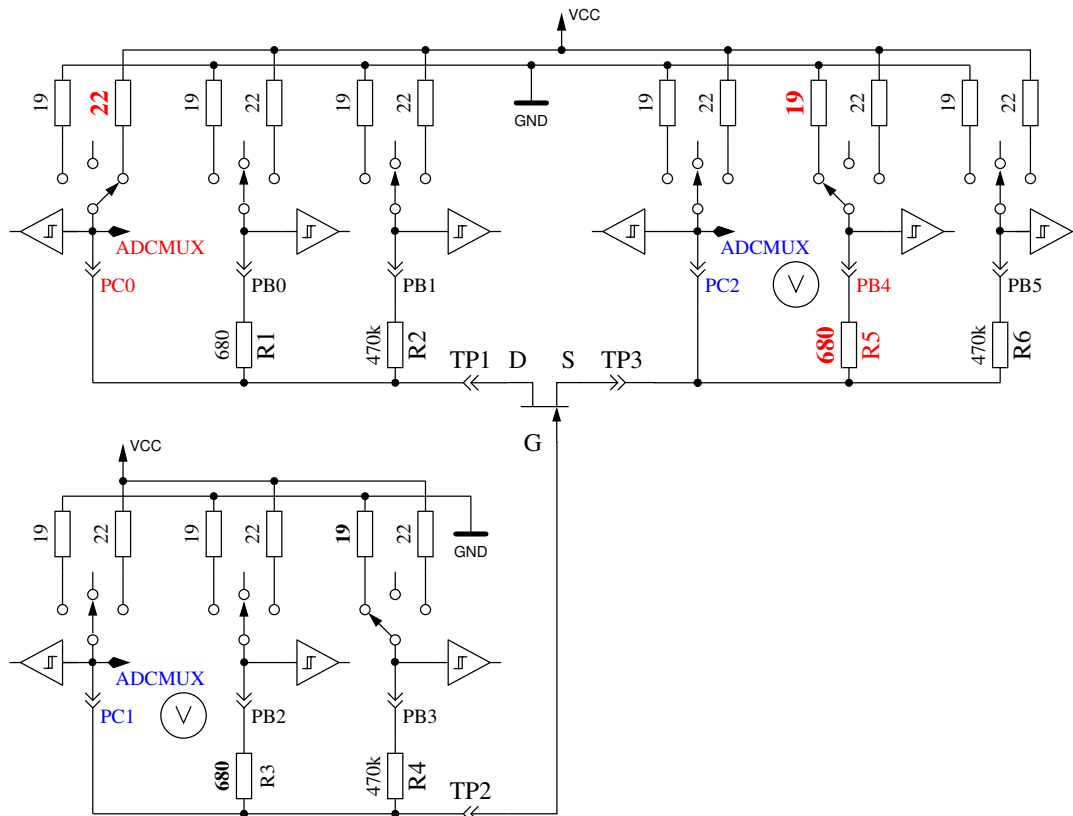 VCC
19 22 19 22 19 22 19 22 19 22 19 22
GND
ADCMUX ADCMUX
PC0 PB0 PB1 PC2 V PB4 PB5
680 R1 470k R2 680 R5 470k R6
TP1 D S TP3
G
VCC
19 22 19 22 19 22
GND
ADCMUX
PC1 V PB2 PB3
680 R3 470k R4
TP2